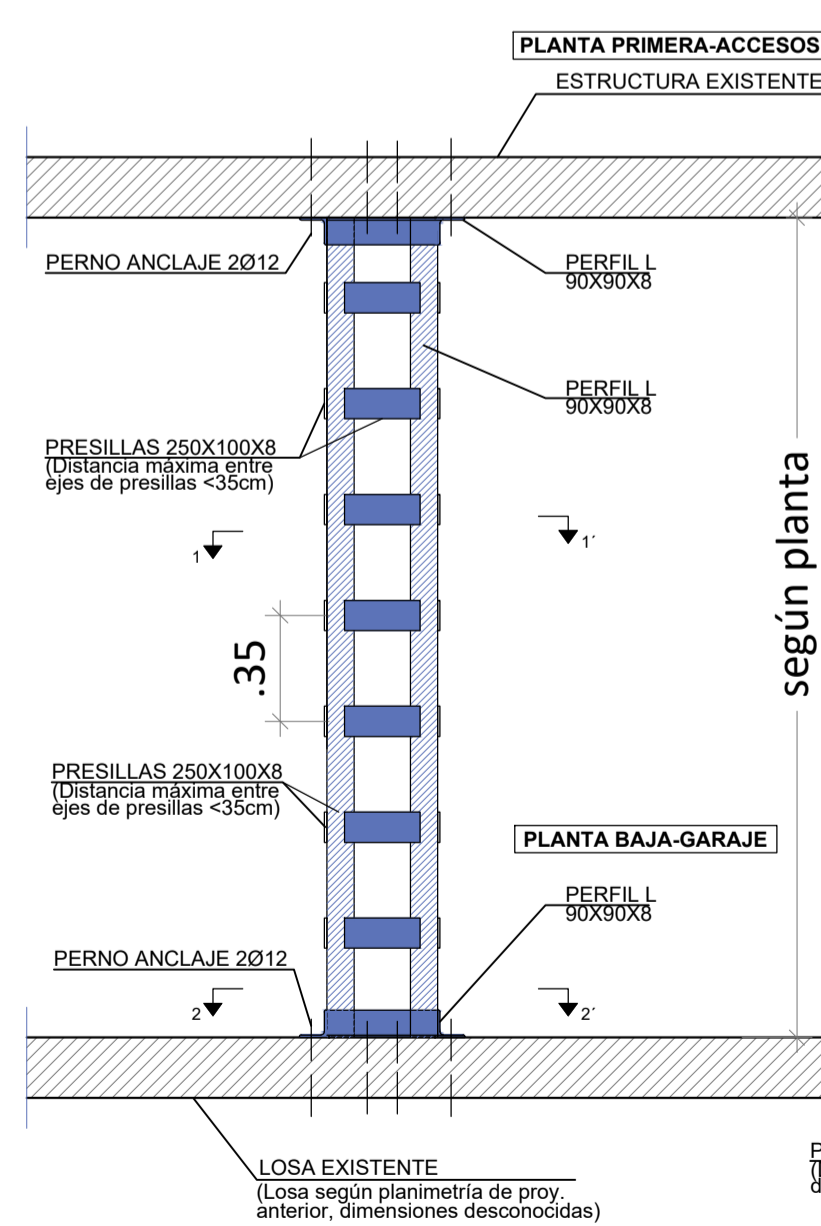 PLANTA PRIMERA-ACCESOS
ESTRUCTURA EXISTENTE
PERNO ANCLAJE 2Ø12
PERFIL L
90X90X8
PERFIL L
90X90X8
PRESILLAS 250X100X8
(Distancia máxima entre
ejes de presillas <35cm)
1
1´
según planta
.35
PRESILLAS 250X100X8
(Distancia máxima entre
ejes de presillas <35cm)
PLANTA BAJA-GARAJE
PERFIL L
90X90X8
PERNO ANCLAJE 2Ø12
2
2´
LOSA EXISTENTE
(Losa según planimetría de proy.
anterior, dimensiones desconocidas)